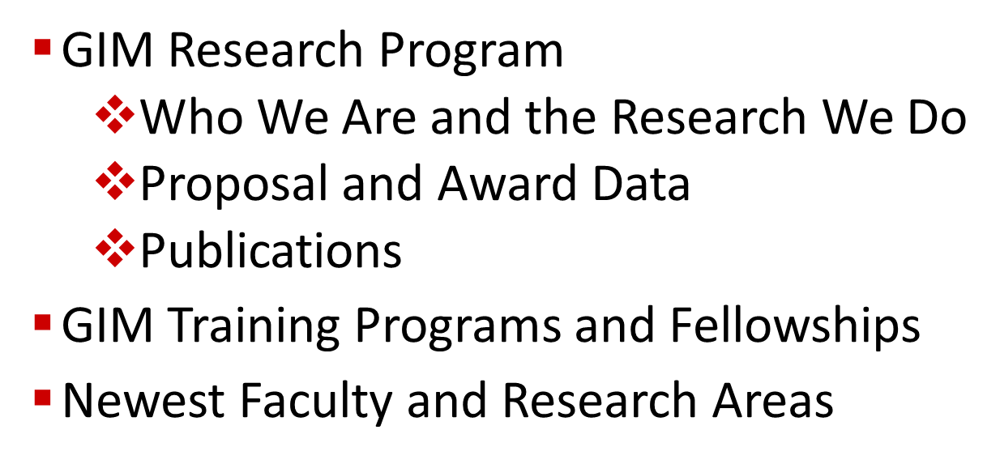 ▪ GIM Research Program
❖ Who We Are and the Research We Do
❖ Proposal and Award Data
❖ Publications
▪ GIM Training Programs and Fellowships
▪ Newest Faculty and Research Areas